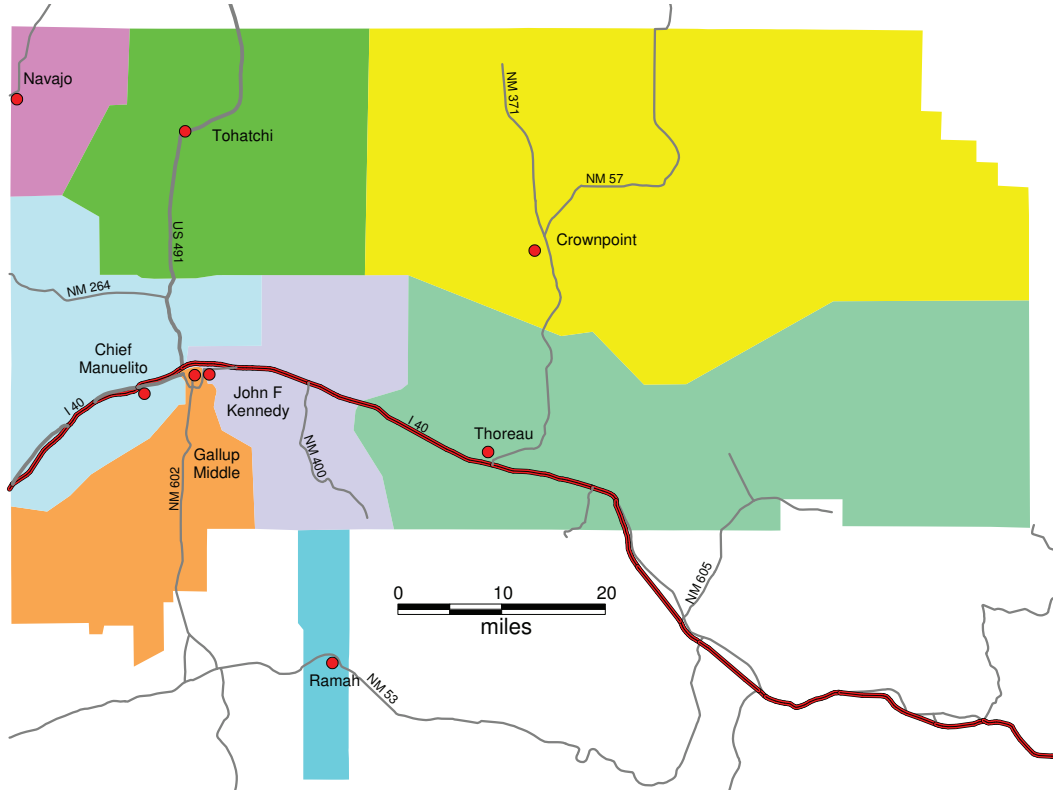 Navajo
Tohatchi
NM 371
NM 57
US 491
Crownpoint
NM 264
Chief
Manuelito
John F
Kennedy
I 40
I 40
Thoreau
Gallup
Middle
NM 400
NM 602
NM 605
0 10 20
miles
Ramah
NM 53